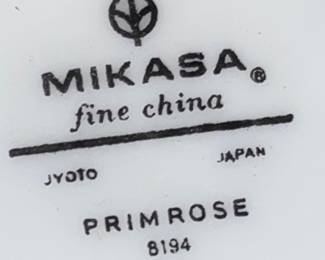 MIKASA®
fine china
JYOTO JAPAN
PRIMROSE
8194